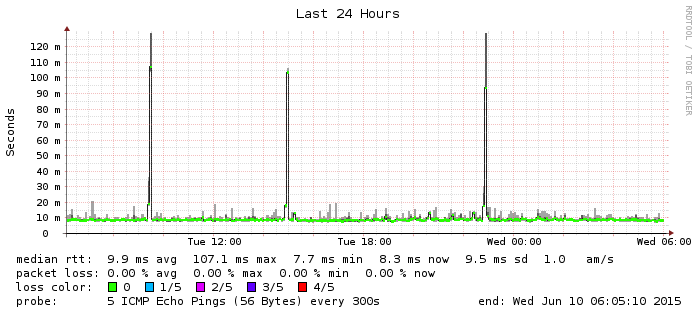 Last 24 Hours
RRDTOOL / TOBI OETIKER
Seconds
120 m
110 m
100 m
90 m
80 m
70 m
60 m
50 m
40 m
30 m
20 m
10 m
0
Tue 12:00 Tue 18:00 Wed 00:00 Wed 06:00
median rtt: 9.9 ms avg 107.1 ms max 7.7 ms min 8.3 ms now 9.5 ms sd 1.0 am/s
packet loss: 0.00 % avg 0.00 % max 0.00 % min 0.00 % now
loss color: 0 1/5 2/5 3/5 4/5
probe: 5 ICMP Echo Pings (56 Bytes) every 300s end: Wed Jun 10 06:05:10 2015